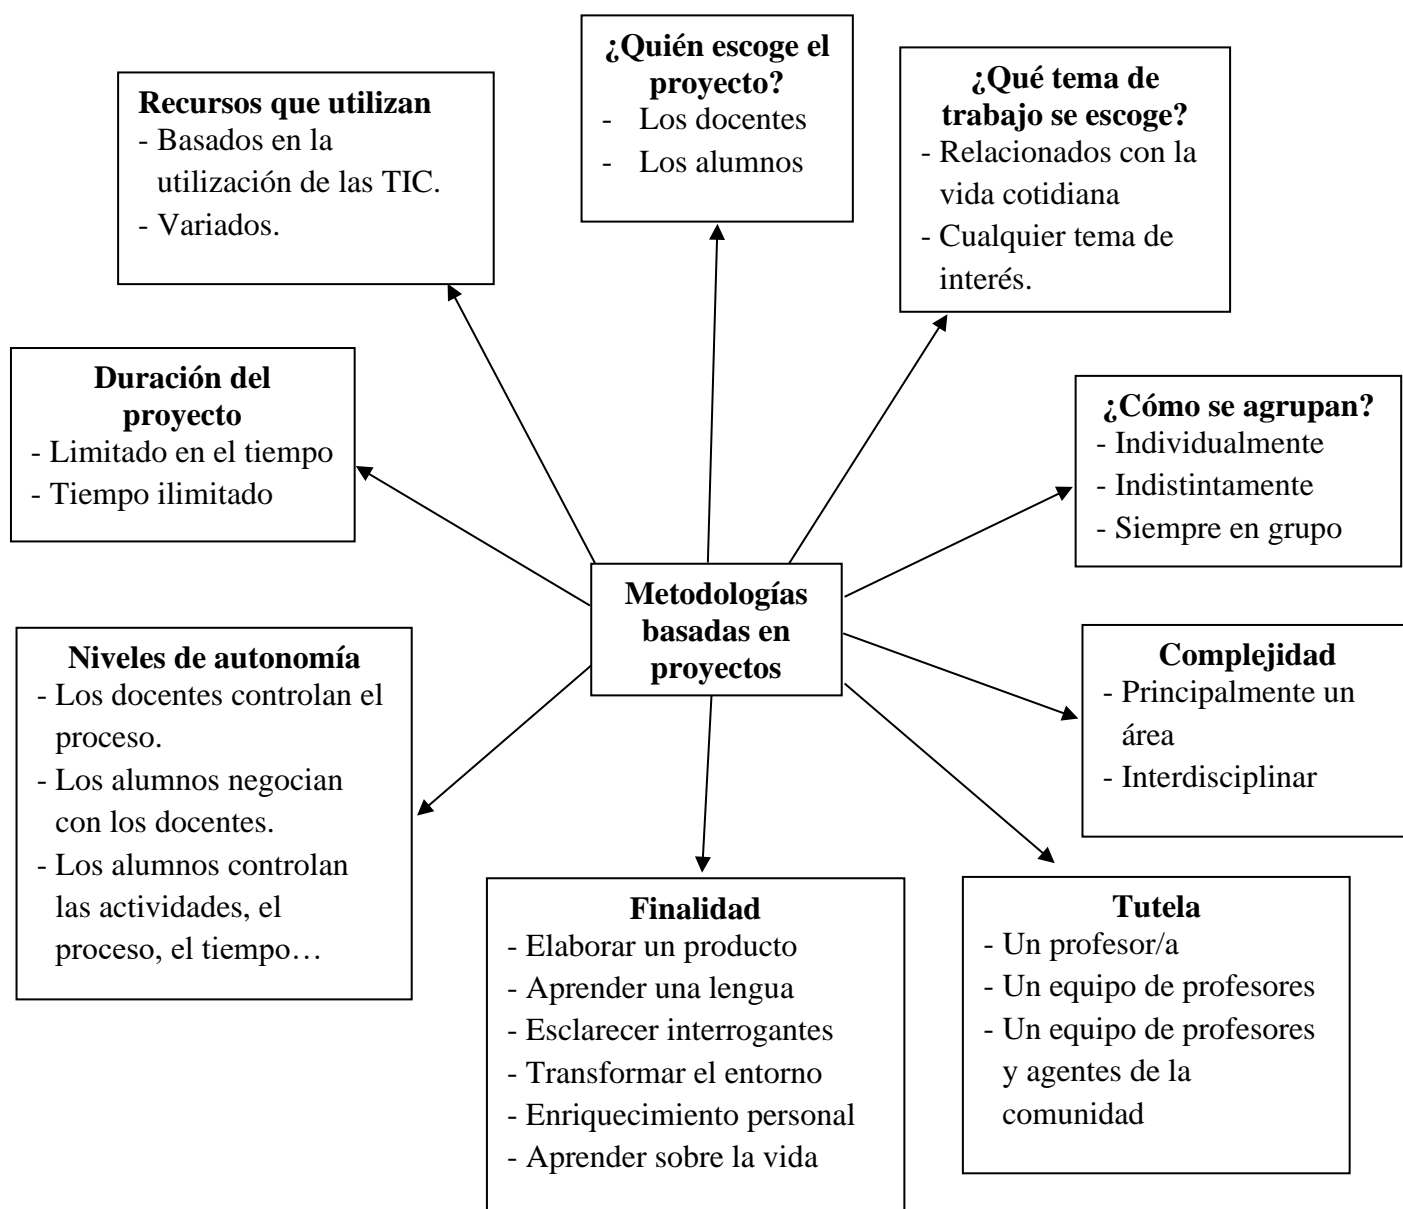 ¿Quién escoge el
proyecto?
- Los docentes
- Los alumnos
¿Qué tema de
trabajo se escoge?
- Relacionados con la
vida cotidiana
- Cualquier tema de
interés.
Recursos que utilizan
- Basados en la
utilización de las TIC.
- Variados.
Duración del
proyecto
- Limitado en el tiempo
- Tiempo ilimitado
¿Cómo se agrupan?
- Individualmente
- Indistintamente
- Siempre en grupo
Metodologías
basadas en
proyectos
Niveles de autonomía
- Los docentes controlan el
proceso.
- Los alumnos negocian
con los docentes.
- Los alumnos controlan
las actividades, el
proceso, el tiempo…
Complejidad
- Principalmente un
área
- Interdisciplinar
Finalidad
- Elaborar un producto
- Aprender una lengua
- Esclarecer interrogantes
- Transformar el entorno
- Enriquecimiento personal
- Aprender sobre la vida
Tutela
- Un profesor/a
- Un equipo de profesores
- Un equipo de profesores
y agentes de la
comunidad